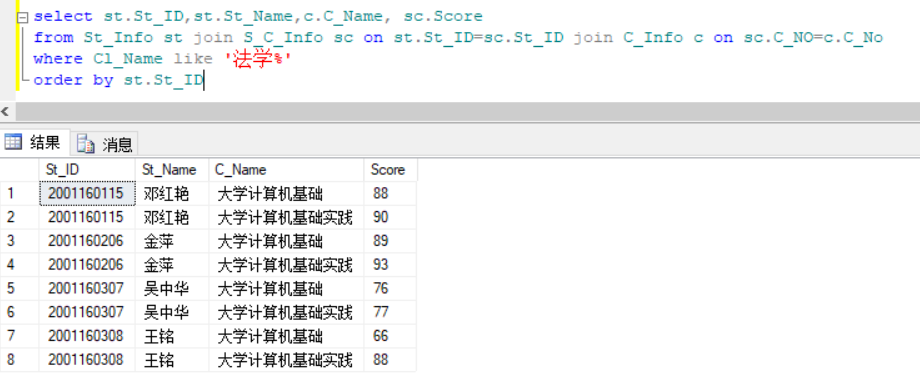 select st.St_ID,st.St_Name,c.C_Name, sc.Score
from St_Info st join S_C_Info sc on st.St_ID=sc.St_ID join C_Info c on sc.C_NO=c.C_No
where Cl_Name like '法学%'
order by st.St_ID
结果 消息
St_ID St_Name C_Name Score
1 2001160115 邓红艳 大学计算机基础 88
2 2001160115 邓红艳 大学计算机基础实践 90
3 2001160206 金萍 大学计算机基础 89
4 2001160206 金萍 大学计算机基础实践 93
5 2001160307 吴中华 大学计算机基础 76
6 2001160307 吴中华 大学计算机基础实践 77
7 2001160308 王铭 大学计算机基础 66
8 2001160308 王铭 大学计算机基础实践 88